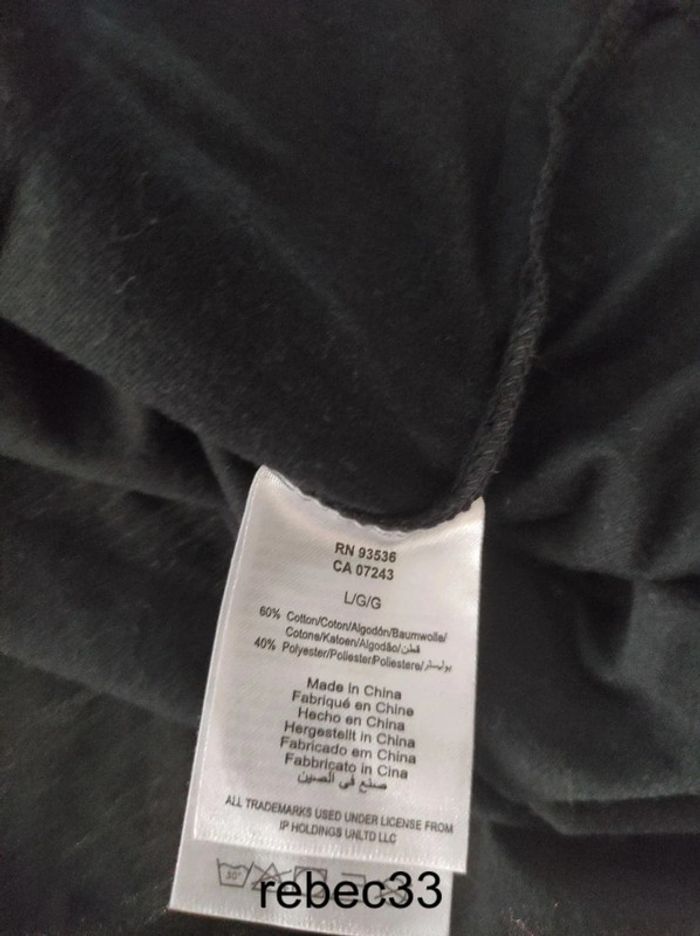 RN 93536
CA 07243
L/G/G
60% Cotton/Coton/Algodón/Baumwolle/
Cotone/Katoen/Algodão/قطن
40% Polyester/Poliester/Poliestere/بوليستر
Made in China
Fabriqué en Chine
Hecho en China
Hergestellt in China
Fabricado em China
Fabbricato in Cina
صنع في الصين
ALL TRADEMARKS USED UNDER LICENSE FROM
IP HOLDINGS UNLTD LLC
30°
rebec33